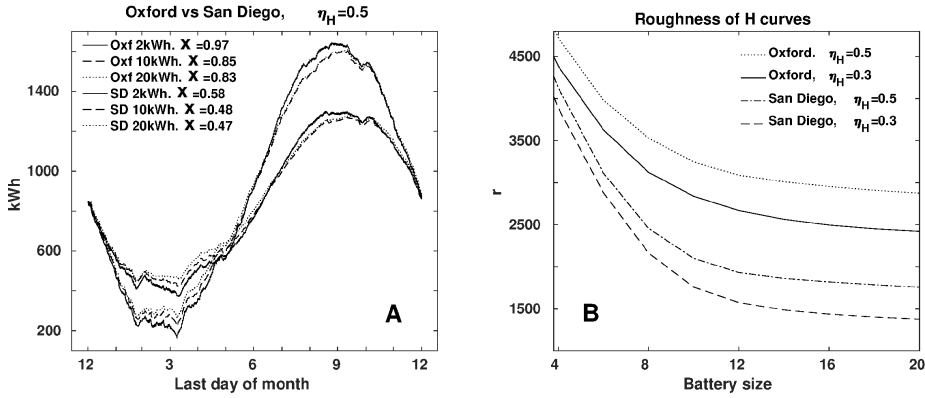 Oxford vs San Diego, η_H=0.5
Oxf 2kWh. X =0.97
Oxf 10kWh. X =0.85
Oxf 20kWh. X =0.83
SD 2kWh. X =0.58
SD 10kWh. X =0.48
SD 20kWh. X =0.47
1400
1000
600
200
kWh
A
12 3 6 9 12
Last day of month
Roughness of H curves
Oxford. η_H=0.5
Oxford, η_H=0.3
San Diego, η_H=0.5
San Diego, η_H=0.3
4500
3500
2500
1500
r
B
4 8 12 16 20
Battery size